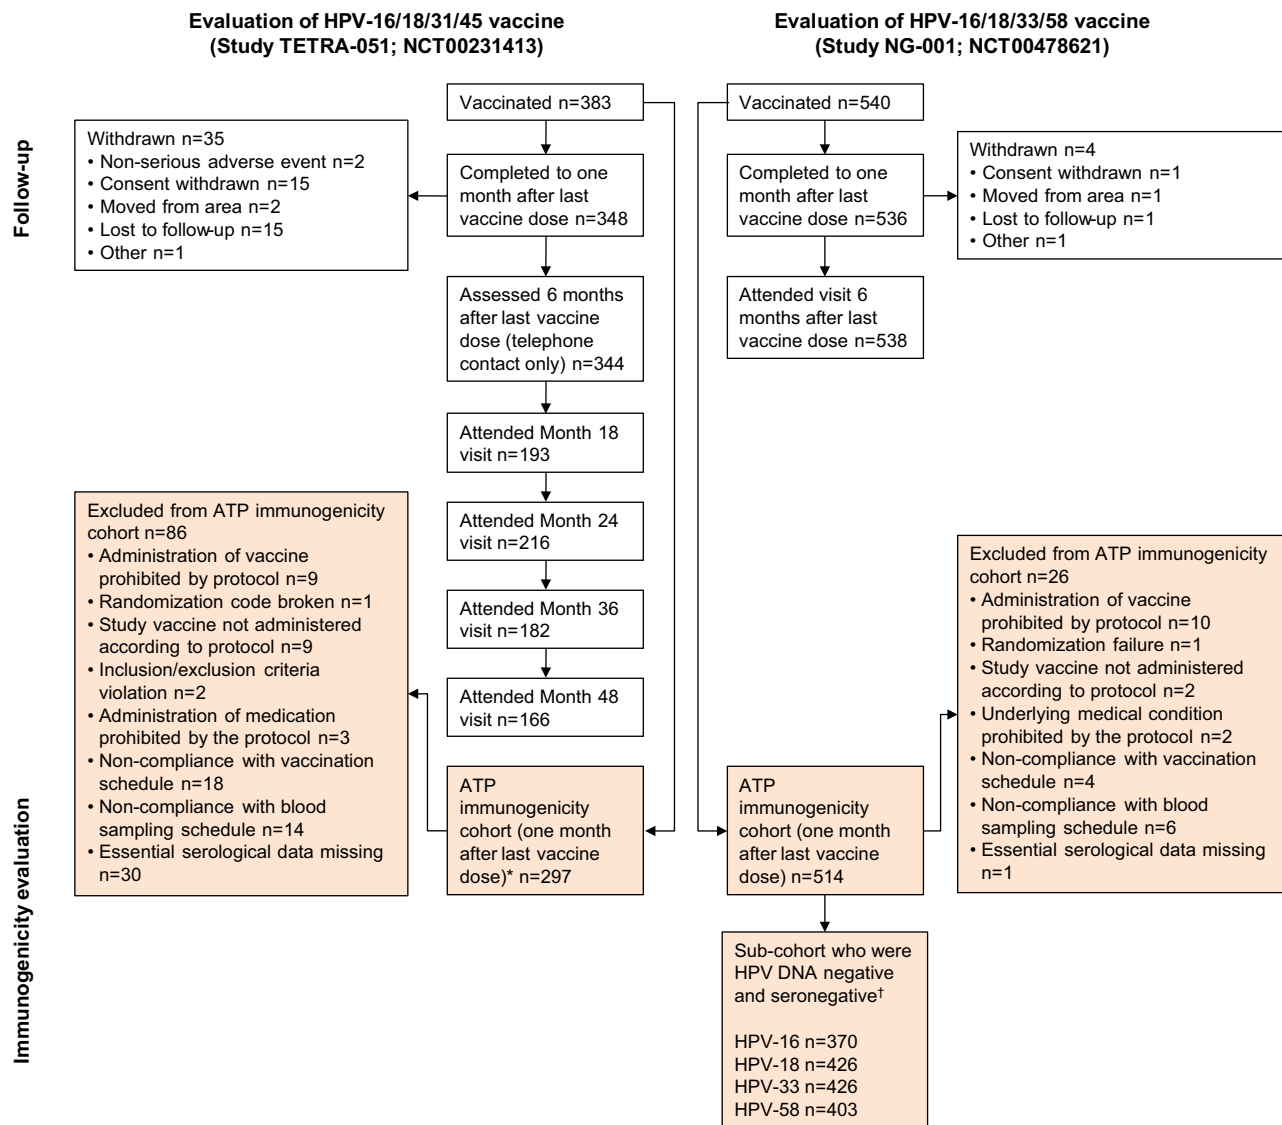 Evaluation of HPV-16/18/31/45 vaccine
(Study TETRA-051; NCT00231413)
Evaluation of HPV-16/18/33/58 vaccine
(Study NG-001; NCT00478621)
Follow-up
Vaccinated n=383
Withdrawn n=35
• Non-serious adverse event n=2
• Consent withdrawn n=15
• Moved from area n=2
• Lost to follow-up n=15
• Other n=1
Completed to one
month after last
vaccine dose n=348
Assessed 6 months
after last vaccine
dose (telephone
contact only) n=344
Attended Month 18
visit n=193
Attended Month 24
visit n=216
Attended Month 36
visit n=182
Attended Month 48
visit n=166
Vaccinated n=540
Completed to one
month after last
vaccine dose n=536
Withdrawn n=4
• Consent withdrawn n=1
• Moved from area n=1
• Lost to follow-up n=1
• Other n=1
Attended visit 6
months after last
vaccine dose n=538
Immunogenicity evaluation
Excluded from ATP immunogenicity
cohort n=86
• Administration of vaccine
prohibited by protocol n=9
• Randomization code broken n=1
• Study vaccine not administered
according to protocol n=9
• Inclusion/exclusion criteria
violation n=2
• Administration of medication
prohibited by the protocol n=3
• Non-compliance with vaccination
schedule n=18
• Non-compliance with blood
sampling schedule n=14
• Essential serological data missing
n=30
ATP
immunogenicity
cohort (one month
after last vaccine
dose)* n=297
ATP
immunogenicity
cohort (one month
after last vaccine
dose) n=514
Excluded from ATP immunogenicity
cohort n=26
• Administration of vaccine
prohibited by protocol n=10
• Randomization failure n=1
• Study vaccine not administered
according to protocol n=2
• Underlying medical condition
prohibited by the protocol n=2
• Non-compliance with vaccination
schedule n=4
• Non-compliance with blood
sampling schedule n=6
• Essential serological data missing
n=1
Sub-cohort who were
HPV DNA negative
and seronegative†
HPV-16 n=370
HPV-18 n=426
HPV-33 n=426
HPV-58 n=403